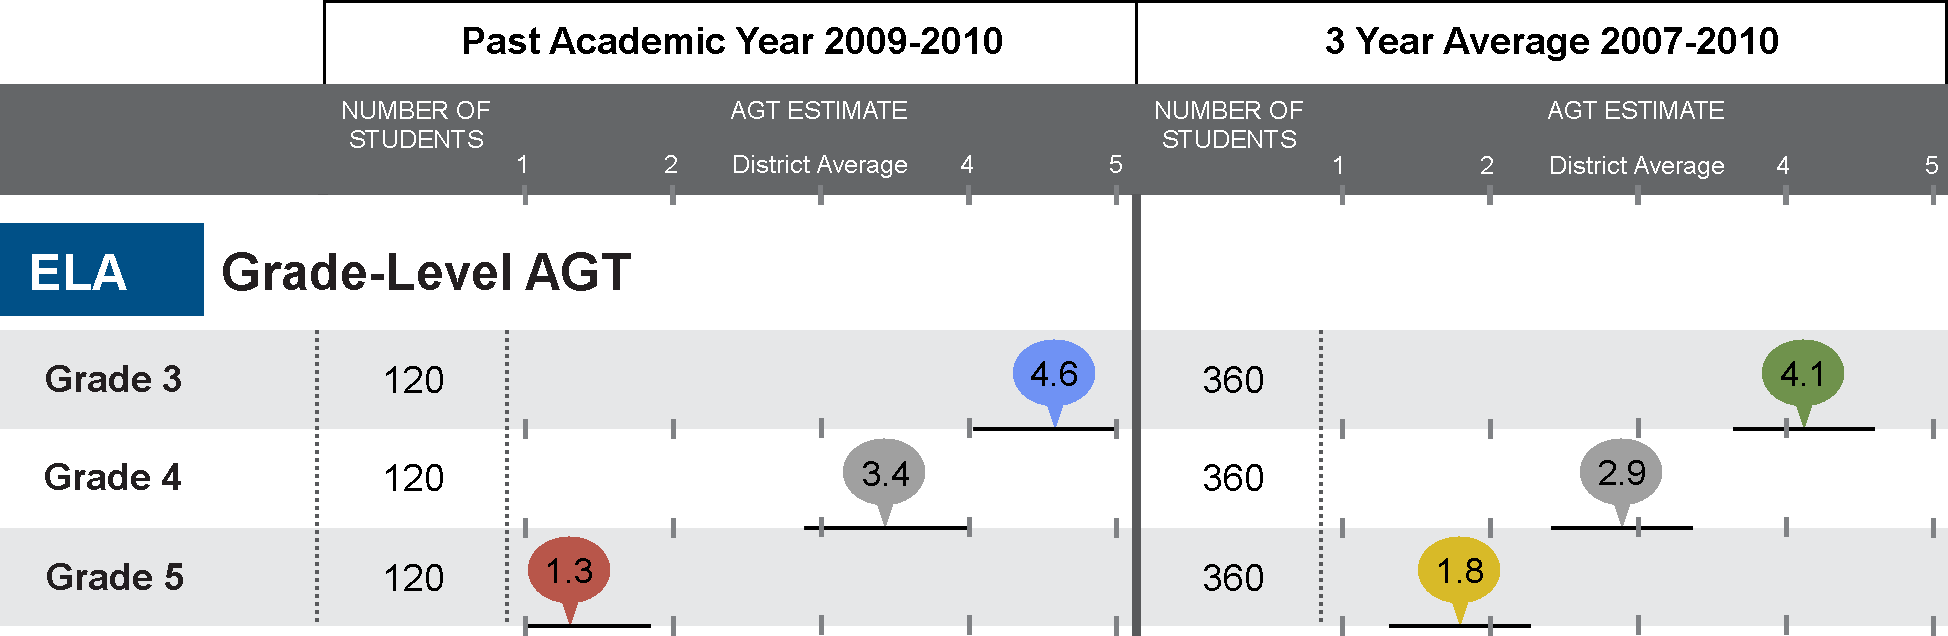 Past Academic Year 2009-2010 3 Year Average 2007-2010
NUMBER OF STUDENTS AGT ESTIMATE NUMBER OF STUDENTS AGT ESTIMATE
1 2 District Average 4 5 1 2 District Average 4 5
ELA Grade-Level AGT
Grade 3 120 4.6 360 4.1
Grade 4 120 3.4 360 2.9
Grade 5 120 1.3 360 1.8